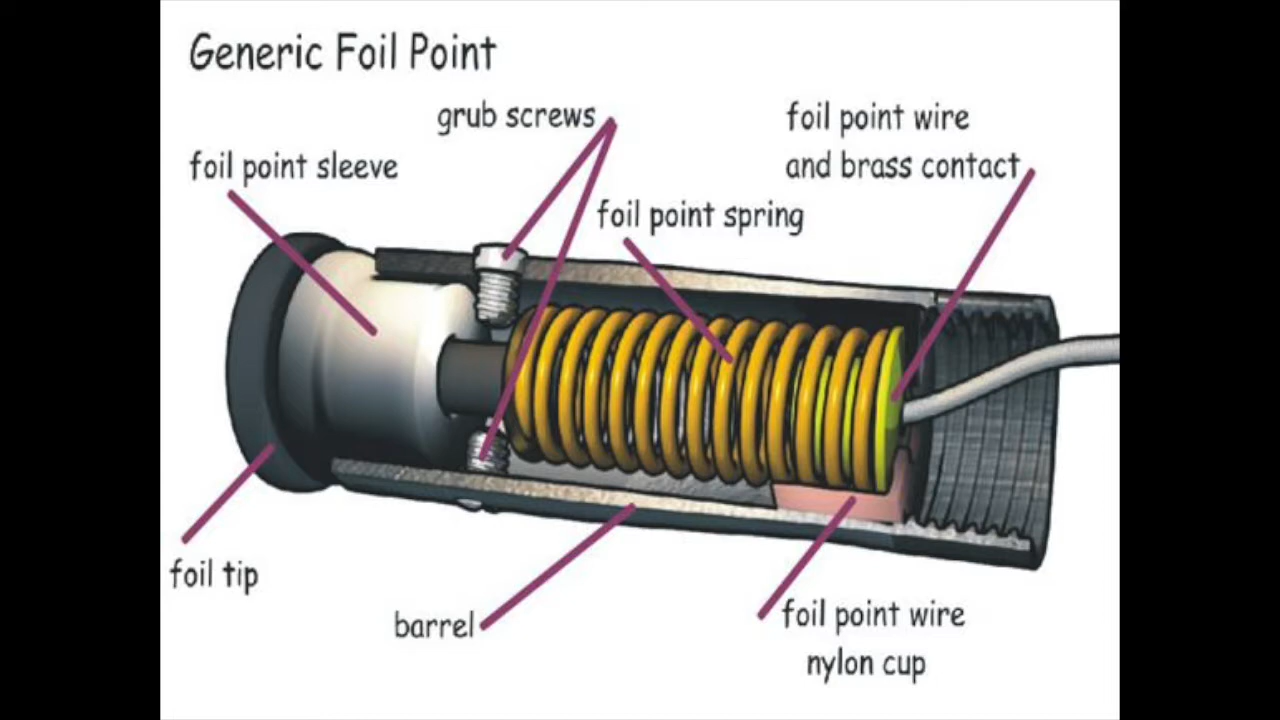 Generic Foil Point
grub screws
foil point wire
and brass contact
foil point sleeve
foil point spring
foil tip
barrel
foil point wire
nylon cup